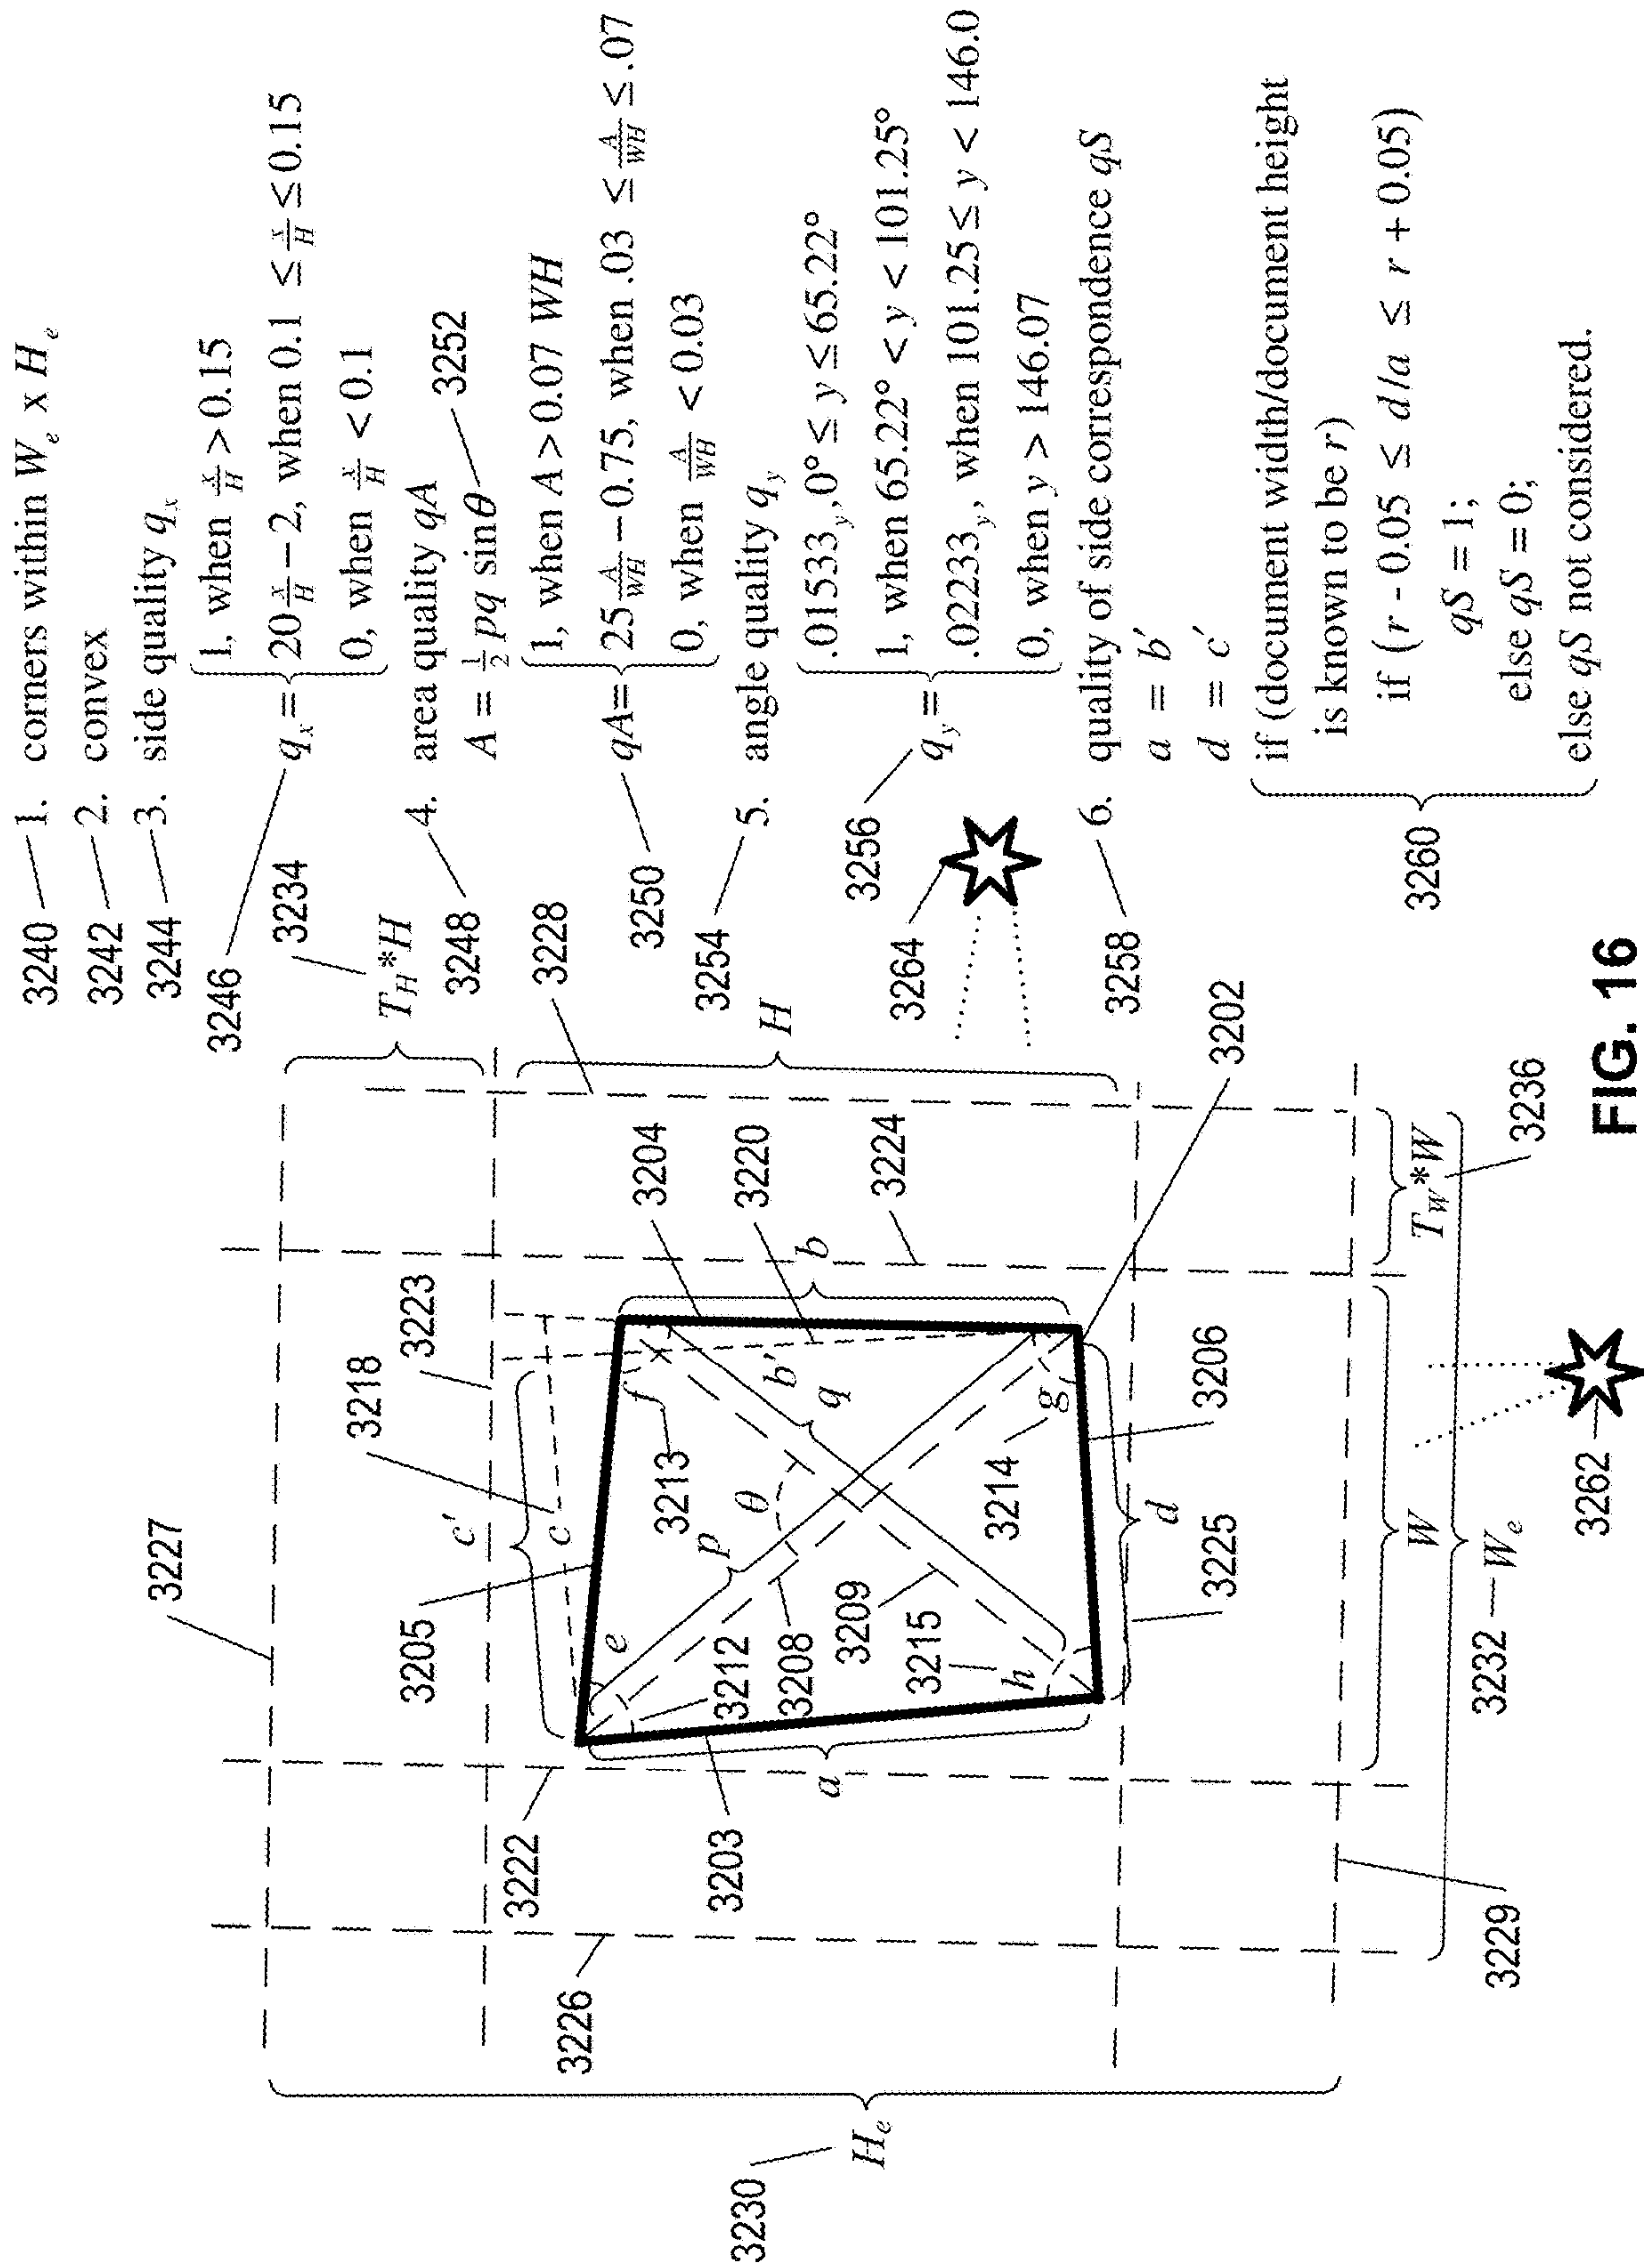 3240 1. corners within Wₑ x Hₑ
3242 2. convex
3244 3. side quality qₓ
3246 qₓ = { 1, when x/H > 0.15
20 x/H − 2, when 0.1 ≤ x/H ≤ 0.15
0, when x/H < 0.1
3248 4. area quality qA
A = ½ pq sinθ 3252
3250 qA = { 1, when A > 0.07 WH
25 A/WH − 0.75, when .03 ≤ A/WH ≤ .07
0, when A/WH < 0.03
3254 5. angle quality q_y
3256 q_y = { .01533_y, 0° ≤ y ≤ 65.22°
1, when 65.22° < y < 101.25°
.02233_y, when 101.25 ≤ y < 146.0
0, when y > 146.07
3258 6. quality of side correspondence qS
a = b′
d = c′
3260 if (document width/document height
is known to be r)
if (r - 0.05 ≤ d/a ≤ r + 0.05)
qS = 1;
else qS = 0;
else qS not considered.
3234
T_H*H
3227
3228
3218
3223
H
3264
c′
c′
3205
3204
3220
3224
3213
e
f
b
b′
θ
p
q
3212
3208
3209
3214
3215
g
h
a
d
3202
3203
3206
3222
3225
3226
3229
3230
Hₑ
W
T_W*W
3236
3232 Wₑ
3262
FIG. 16